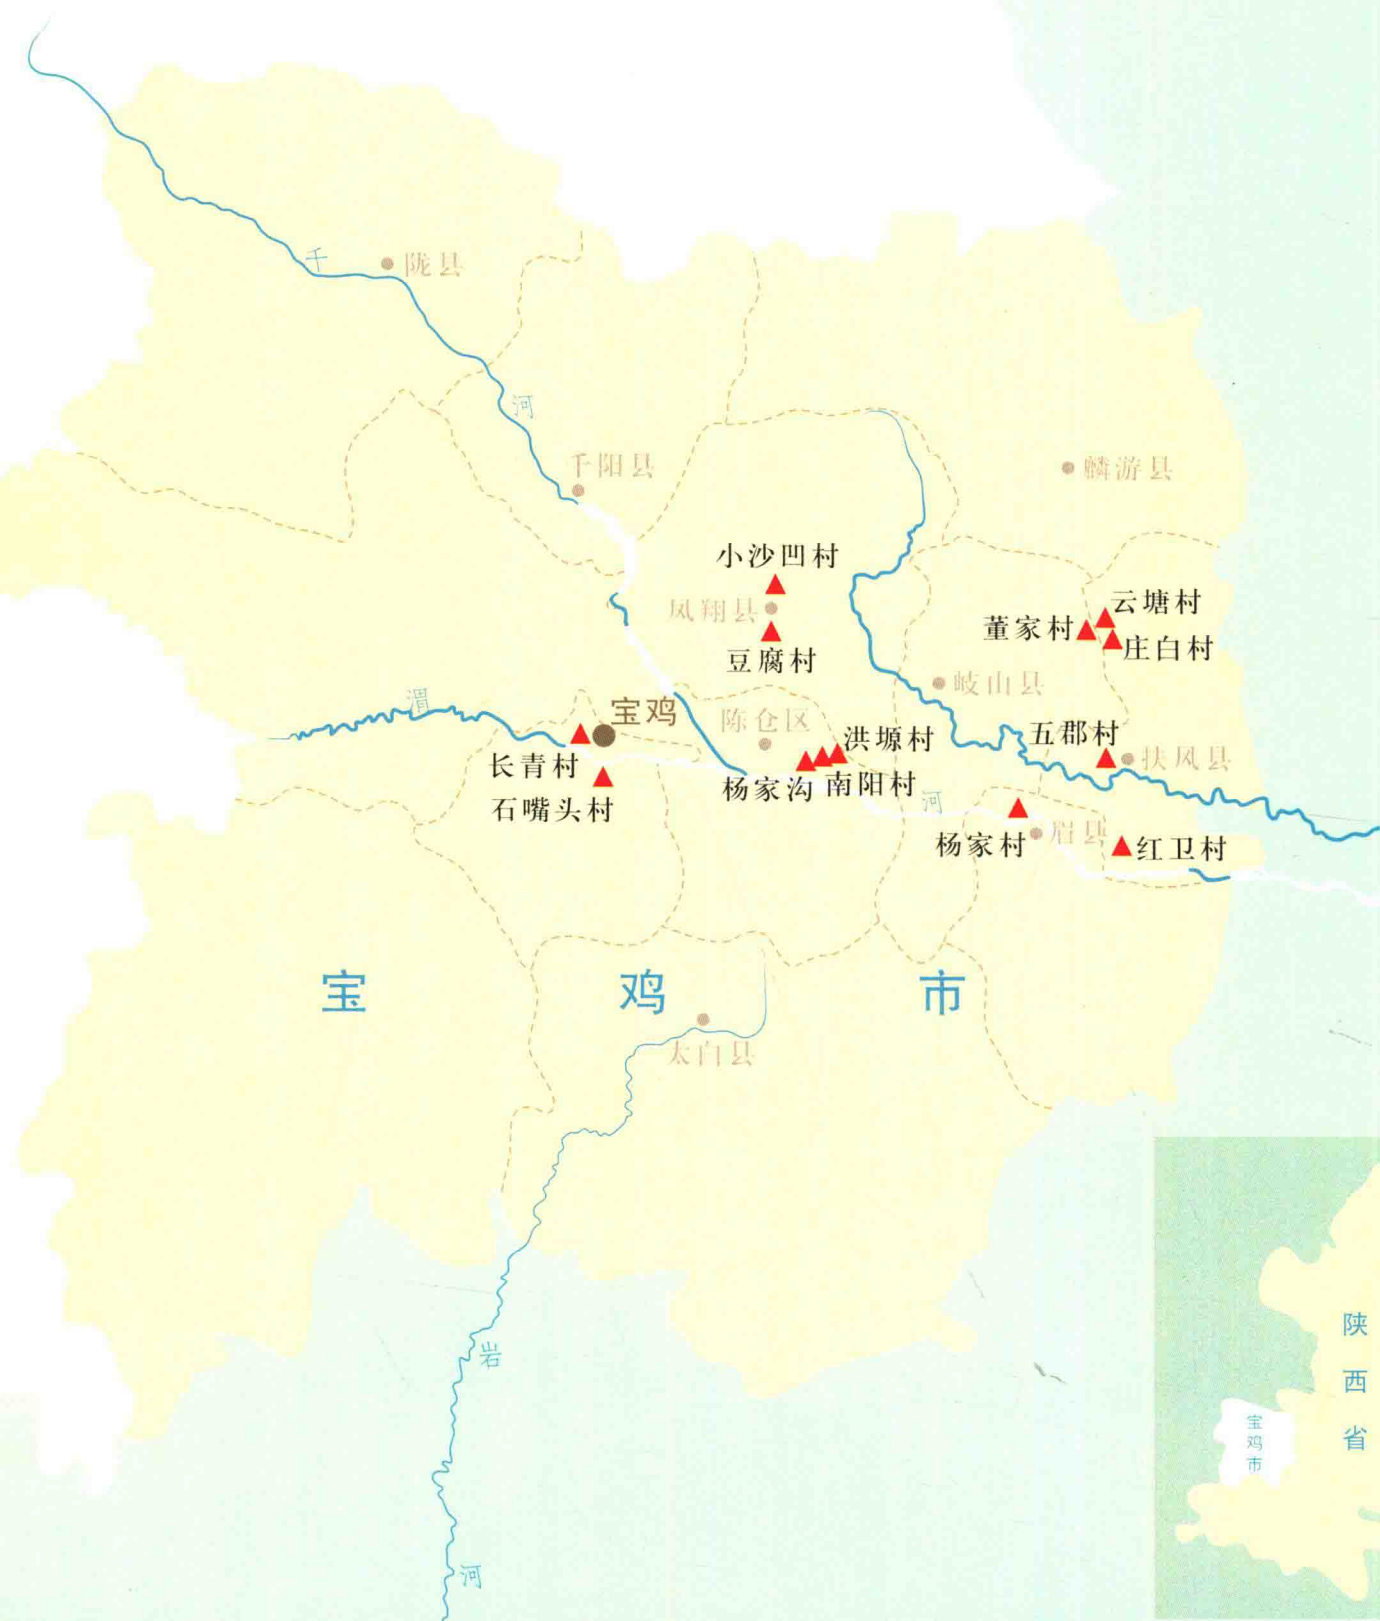 千
陇县
河
千阳县
麟游县
小沙凹村
凤翔县
豆腐村
云塘村
董家村
庄白村
岐山县
渭
宝鸡
陈仓区
洪塬村
五郡村
扶风县
长青村
杨家沟
南阳村
石嘴头村
河
杨家村
眉县
红卫村
宝鸡市
太白县
岩
河
陕西省
宝鸡市